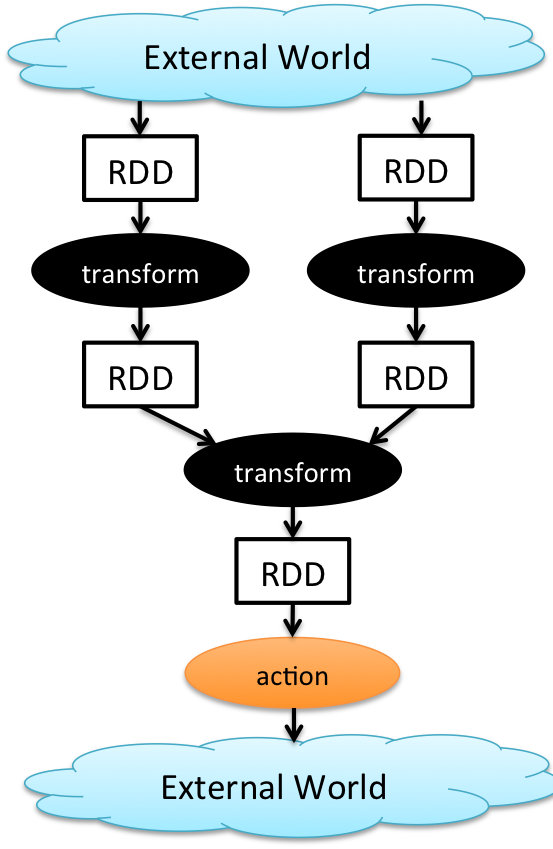 External World
RDD
RDD
transform
transform
RDD
RDD
transform
RDD
action
External World